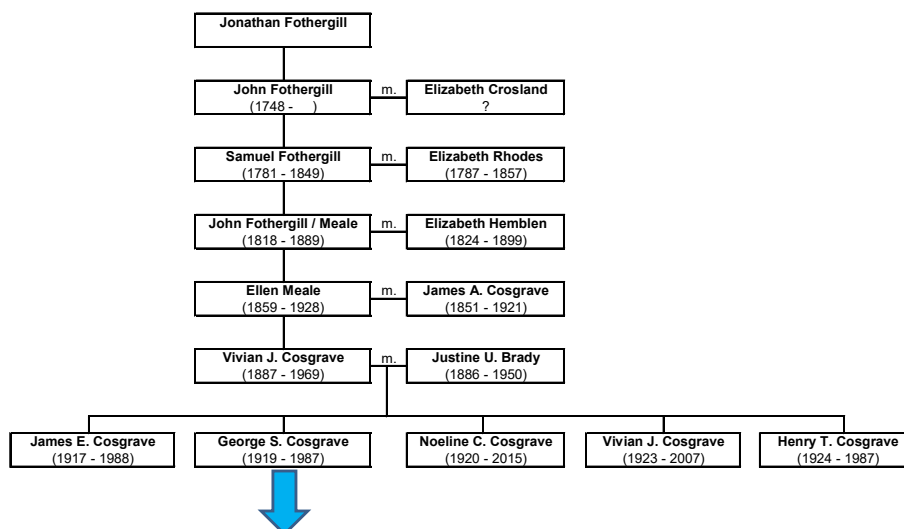 Jonathan Fothergill
John Fothergill m. Elizabeth Crosland
(1748 - ) ?
Samuel Fothergill m. Elizabeth Rhodes
(1781 - 1849) (1787 - 1857)
John Fothergill / Meale m. Elizabeth Hemblen
(1818 - 1889) (1824 - 1899)
Ellen Meale m. James A. Cosgrave
(1859 - 1928) (1851 - 1921)
Vivian J. Cosgrave m. Justine U. Brady
(1887 - 1969) (1886 - 1950)
James E. Cosgrave George S. Cosgrave Noeline C. Cosgrave Vivian J. Cosgrave Henry T. Cosgrave
(1917 - 1988) (1919 - 1987) (1920 - 2015) (1923 - 2007) (1924 - 1987)